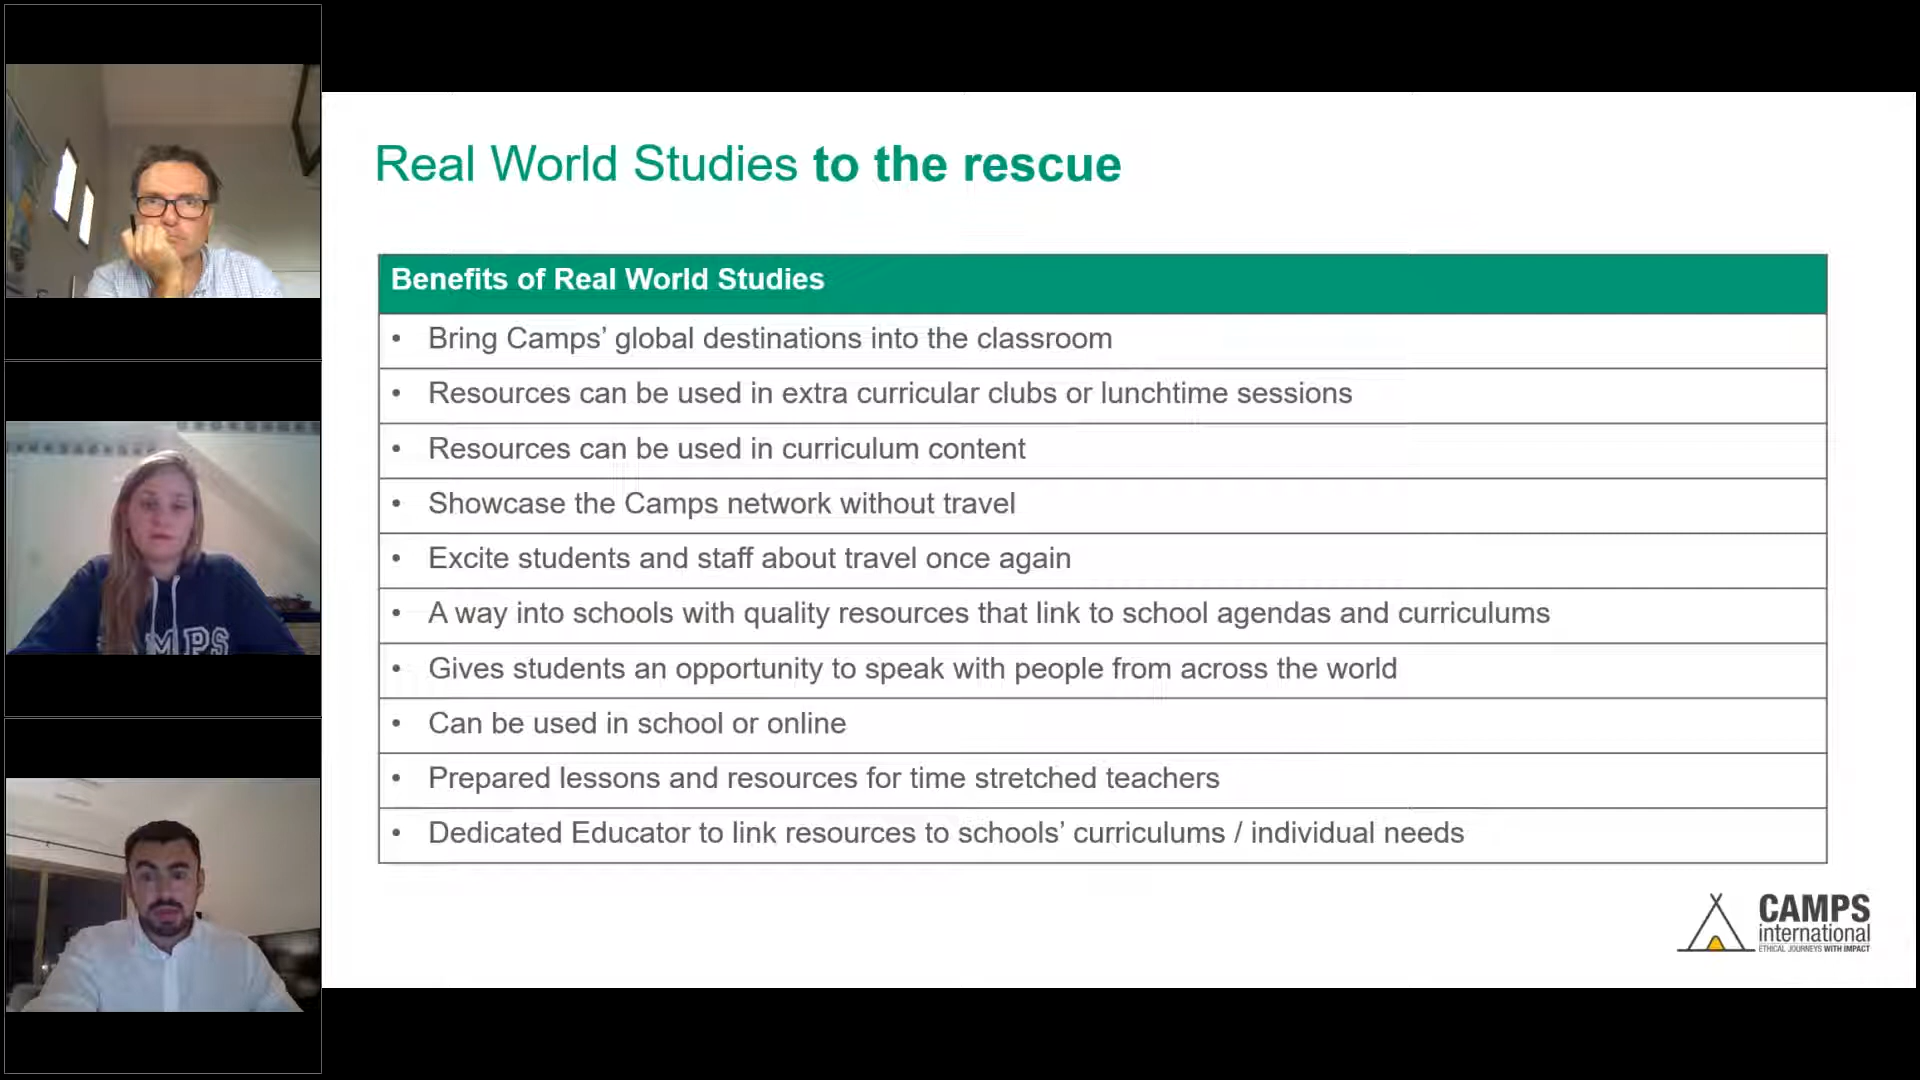 Real World Studies to the rescue
Benefits of Real World Studies
• Bring Camps’ global destinations into the classroom
• Resources can be used in extra curricular clubs or lunchtime sessions
• Resources can be used in curriculum content
• Showcase the Camps network without travel
• Excite students and staff about travel once again
• A way into schools with quality resources that link to school agendas and curriculums
• Gives students an opportunity to speak with people from across the world
• Can be used in school or online
• Prepared lessons and resources for time stretched teachers
• Dedicated Educator to link resources to schools’ curriculums / individual needs
CAMPS
international
ETHICAL JOURNEYS WITH IMPACT
MPS